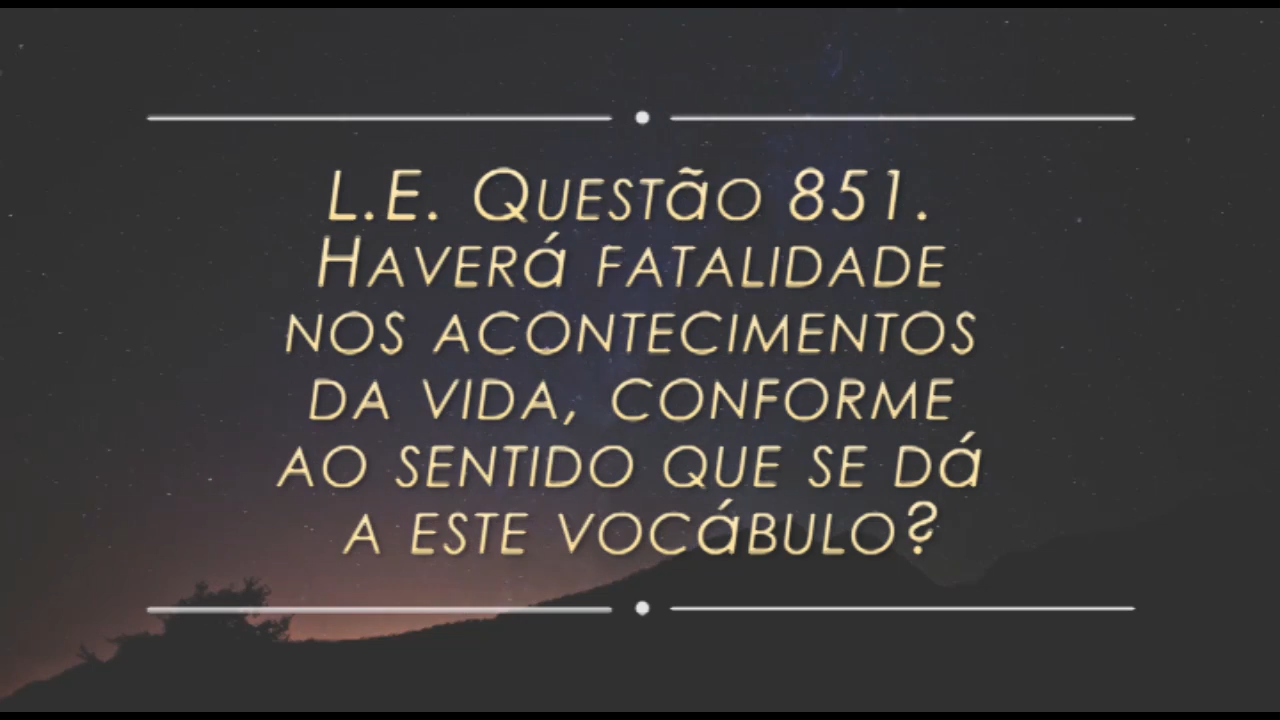 L.E. Questão 851.
Haverá fatalidade
nos acontecimentos
da vida, conforme
ao sentido que se dá
a este vocábulo?